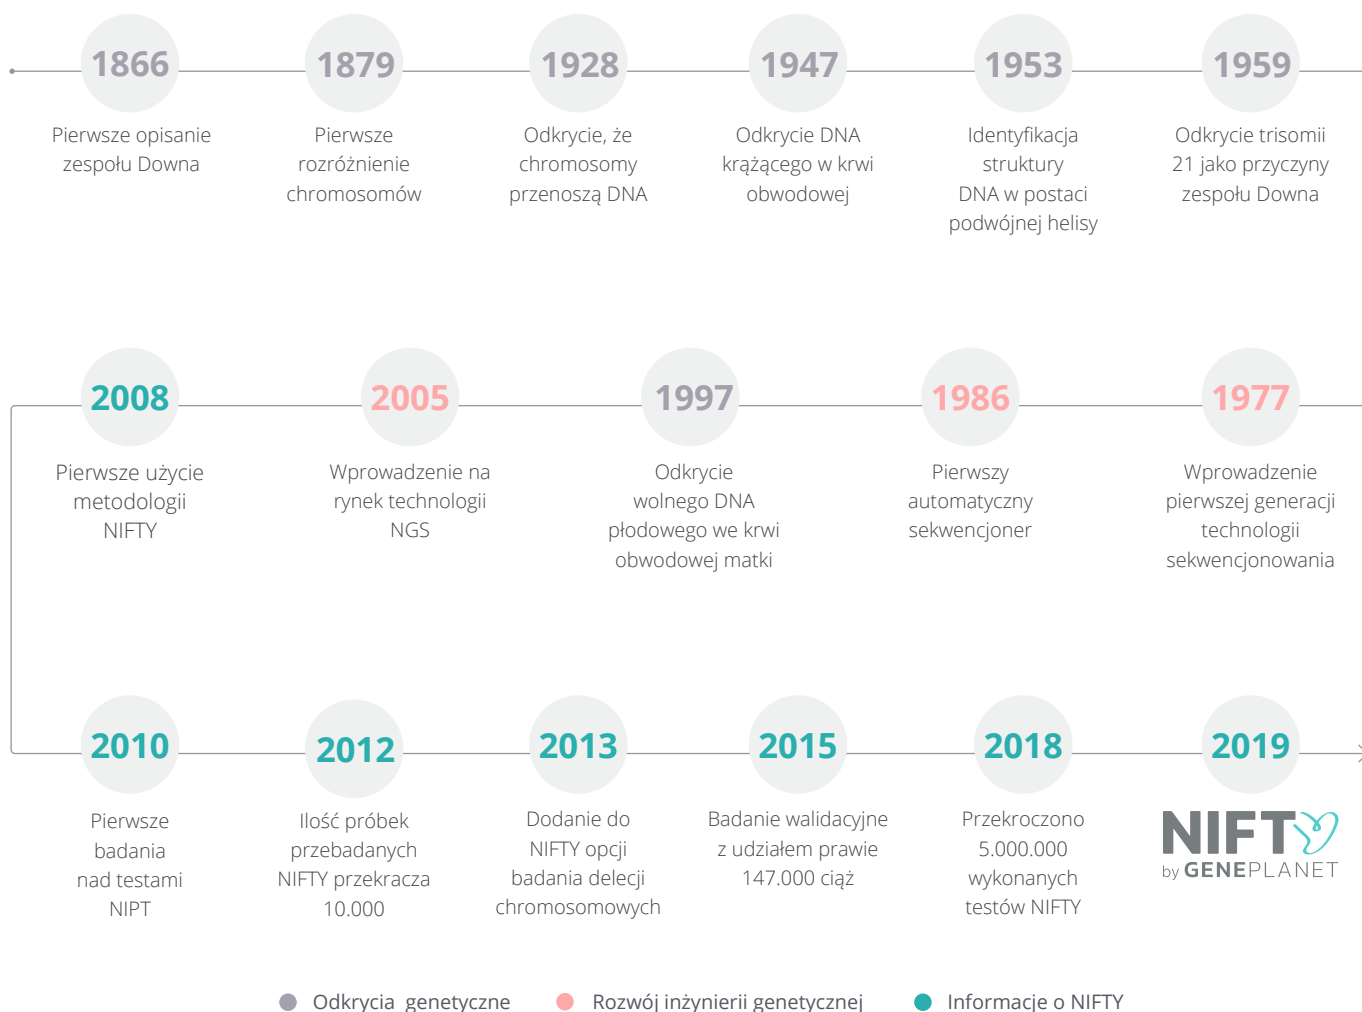 1866
Pierwsze opisanie
zespołu Downa
1879
Pierwsze
rozróżnienie
chromosomów
1928
Odkrycie, że
chromosomy
przenoszą DNA
1947
Odkrycie DNA
krążącego w krwi
obwodowej
1953
Identyfikacja
struktury
DNA w postaci
podwójnej helisy
1959
Odkrycie trisomii
21 jako przyczyny
zespołu Downa
2008
Pierwsze użycie
metodologii
NIFTY
2005
Wprowadzenie na
rynek technologii
NGS
1997
Odkrycie
wolnego DNA
płodowego we krwi
obwodowej matki
1986
Pierwszy
automatyczny
sekwencjoner
1977
Wprowadzenie
pierwszej generacji
technologii
sekwencjonowania
2010
Pierwsze
badania
nad testami
NIPT
2012
Ilość próbek
przebadanych
NIFTY przekracza
10.000
2013
Dodanie do
NIFTY opcji
badania delecji
chromosomowych
2015
Badanie walidacyjne
z udziałem prawie
147.000 ciąż
2018
Przekroczono
5.000.000
wykonanych
testów NIFTY
2019
NIFTY
by GENEPLANET
Odkrycia genetyczne
Rozwój inżynierii genetycznej
Informacje o NIFTY